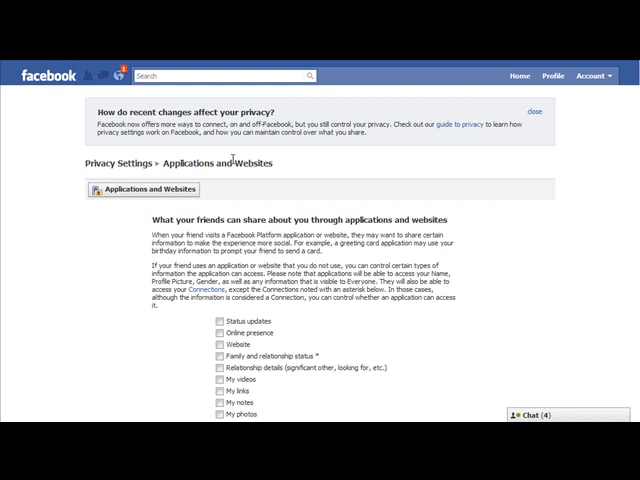 facebook
1
Search
Home
Profile
Account
How do recent changes affect your privacy?
close
Facebook now offers more ways to connect, on and off-Facebook, but you still control your privacy. Check out our guide to privacy to learn how
privacy settings work on Facebook, and how you can maintain control over what you share.
Privacy Settings ▸ Applications and Websites
Applications and Websites
What your friends can share about you through applications and websites
When your friend visits a Facebook Platform application or website, they may want to share certain
information to make the experience more social. For example, a greeting card application may use your
birthday information to prompt your friend to send a card.
If your friend uses an application or website that you do not use, you can control certain types of
information the application can access. Please note that applications will be able to access your Name,
Profile Picture, Gender, as well as any information that is visible to Everyone. They will also be able to
access your Connections, except the Connections noted with an asterisk below. In those cases,
although the information is considered a Connection, you can control whether an application can access
it.
Status updates
Online presence
Website
Family and relationship status *
Relationship details (significant other, looking for, etc.)
My videos
My links
My notes
My photos
Chat (4)